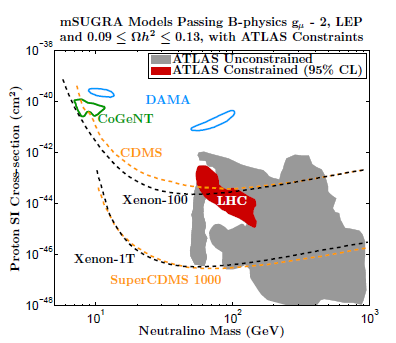 mSUGRA Models Passing B-physics g_μ - 2, LEP
and 0.09 ≤ Ωh² ≤ 0.13, with ATLAS Constraints
ATLAS Unconstrained
ATLAS Constrained (95% CL)
Proton SI Cross-section (cm²)
10⁻³⁸
10⁻⁴⁰
10⁻⁴²
10⁻⁴⁴
10⁻⁴⁶
10⁻⁴⁸
DAMA
CoGeNT
CDMS
Xenon-100
LHC
Xenon-1T
SuperCDMS 1000
10¹
10²
10³
Neutralino Mass (GeV)